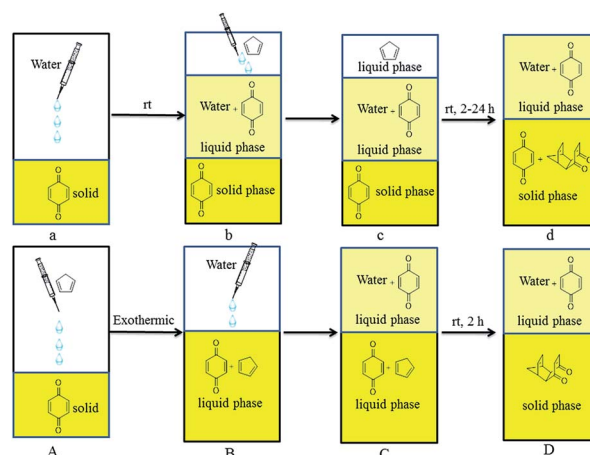 Water
rt
O
O
solid
a
Water +
O
O
liquid phase
O
O
solid phase
b
liquid phase
Water +
O
O
liquid phase
O
O
solid phase
c
rt, 2-24 h
Water +
O
O
liquid phase
O
O
+
O
O
solid phase
d
Exothermic
O
O
solid
A
Water
O
O
+
liquid phase
B
Water +
O
O
liquid phase
O
O
+
liquid phase
C
rt, 2 h
Water +
O
O
liquid phase
O
O
solid phase
D